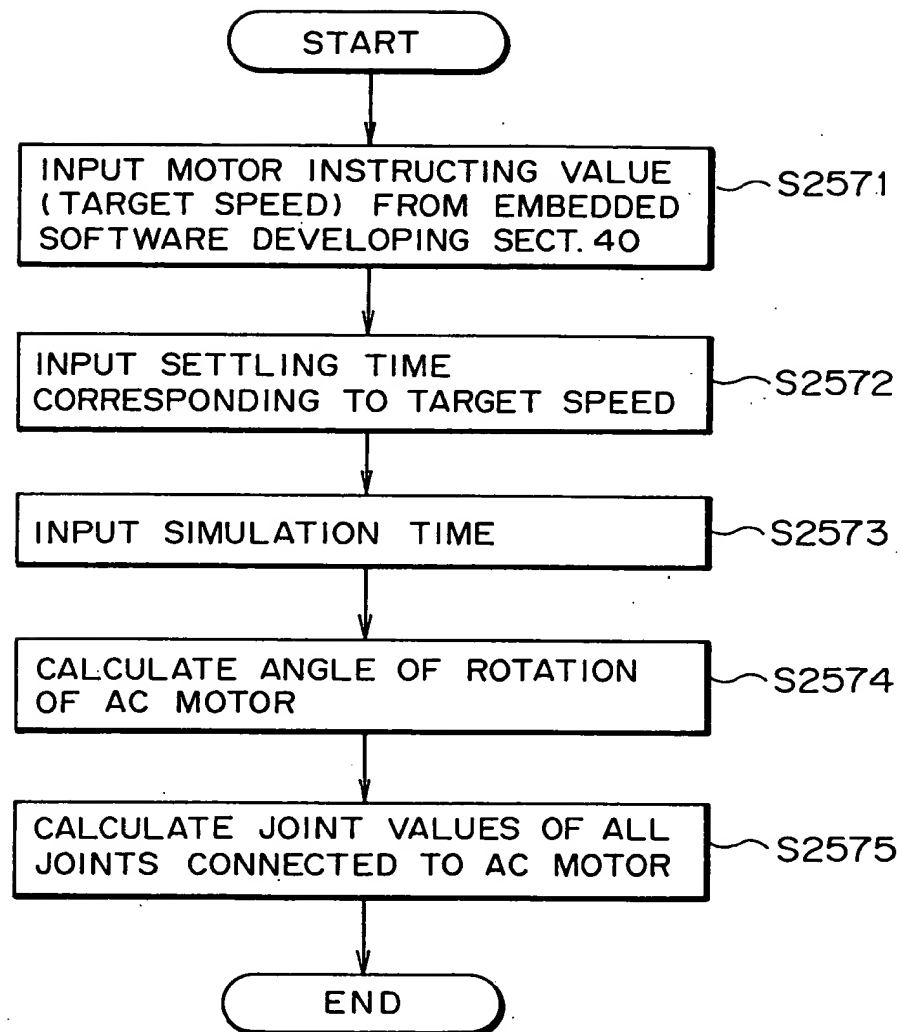 START
INPUT MOTOR INSTRUCTING VALUE
(TARGET SPEED) FROM EMBEDDED
SOFTWARE DEVELOPING SECT. 40
S2571
INPUT SETTLING TIME
CORRESPONDING TO TARGET SPEED
S2572
INPUT SIMULATION TIME
S2573
CALCULATE ANGLE OF ROTATION
OF AC MOTOR
S2574
CALCULATE JOINT VALUES OF ALL
JOINTS CONNECTED TO AC MOTOR
S2575
END